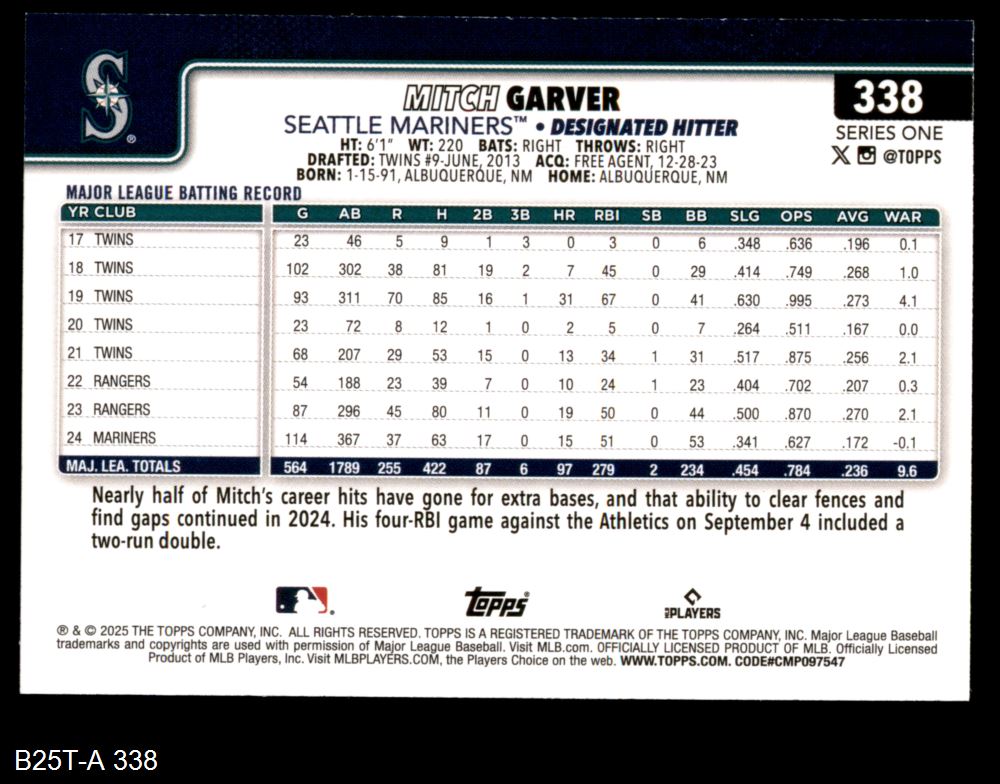 S ®
338
MITCH GARVER
SEATTLE MARINERS™ • DESIGNATED HITTER
SERIES ONE
HT: 6'1" WT: 220 BATS: RIGHT THROWS: RIGHT
X @TOPPS
DRAFTED: TWINS #9-JUNE, 2013 ACQ: FREE AGENT, 12-28-23
BORN: 1-15-91, ALBUQUERQUE, NM HOME: ALBUQUERQUE, NM
MAJOR LEAGUE BATTING RECORD
YR CLUB G AB R H 2B 3B HR RBI SB BB SLG OPS AVG WAR
17 TWINS 23 46 5 9 1 3 0 3 0 6 .348 .636 .196 0.1
18 TWINS 102 302 38 81 19 2 7 45 0 29 .414 .749 .268 1.0
19 TWINS 93 311 70 85 16 1 31 67 0 41 .630 .995 .273 4.1
20 TWINS 23 72 8 12 1 0 2 5 0 7 .264 .511 .167 0.0
21 TWINS 68 207 29 53 15 0 13 34 1 31 .517 .875 .256 2.1
22 RANGERS 54 188 23 39 7 0 10 24 1 23 .404 .702 .207 0.3
23 RANGERS 87 296 45 80 11 0 19 50 0 44 .500 .870 .270 2.1
24 MARINERS 114 367 37 63 17 0 15 51 0 53 .341 .627 .172 -0.1
MAJ. LEA. TOTALS 564 1789 255 422 87 6 97 279 2 234 .454 .784 .236 9.6
Nearly half of Mitch's career hits have gone for extra bases, and that ability to clear fences and
find gaps continued in 2024. His four-RBI game against the Athletics on September 4 included a
two-run double.
Topps®
MLB PLAYERS
® & © 2025 THE TOPPS COMPANY, INC. ALL RIGHTS RESERVED. TOPPS IS A REGISTERED TRADEMARK OF THE TOPPS COMPANY, INC. Major League Baseball
trademarks and copyrights are used with permission of Major League Baseball. Visit MLB.com. OFFICIALLY LICENSED PRODUCT OF MLB. Officially Licensed
Product of MLB Players, Inc. Visit MLBPLAYERS.COM, the Players Choice on the web. WWW.TOPPS.COM. CODE#CMP097547
B25T-A 338